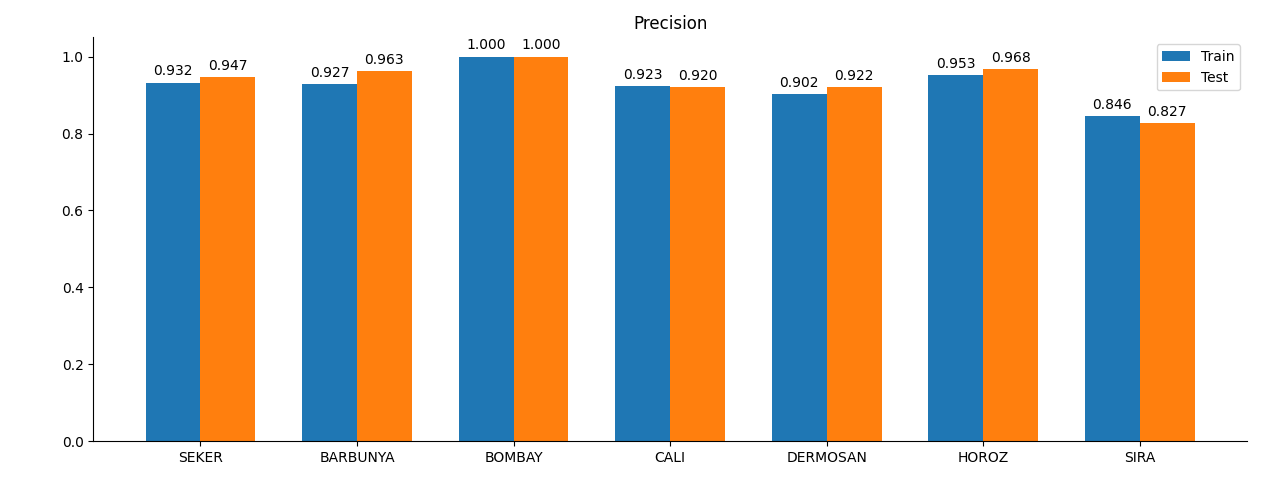 Precision
1.0
0.8
0.6
0.4
0.2
0.0
0.932 0.947 0.927 0.963 1.000 1.000 0.923 0.920 0.902 0.922 0.953 0.968 0.846 0.827
Train
Test
SEKER BARBUNYA BOMBAY CALI DERMOSAN HOROZ SIRA